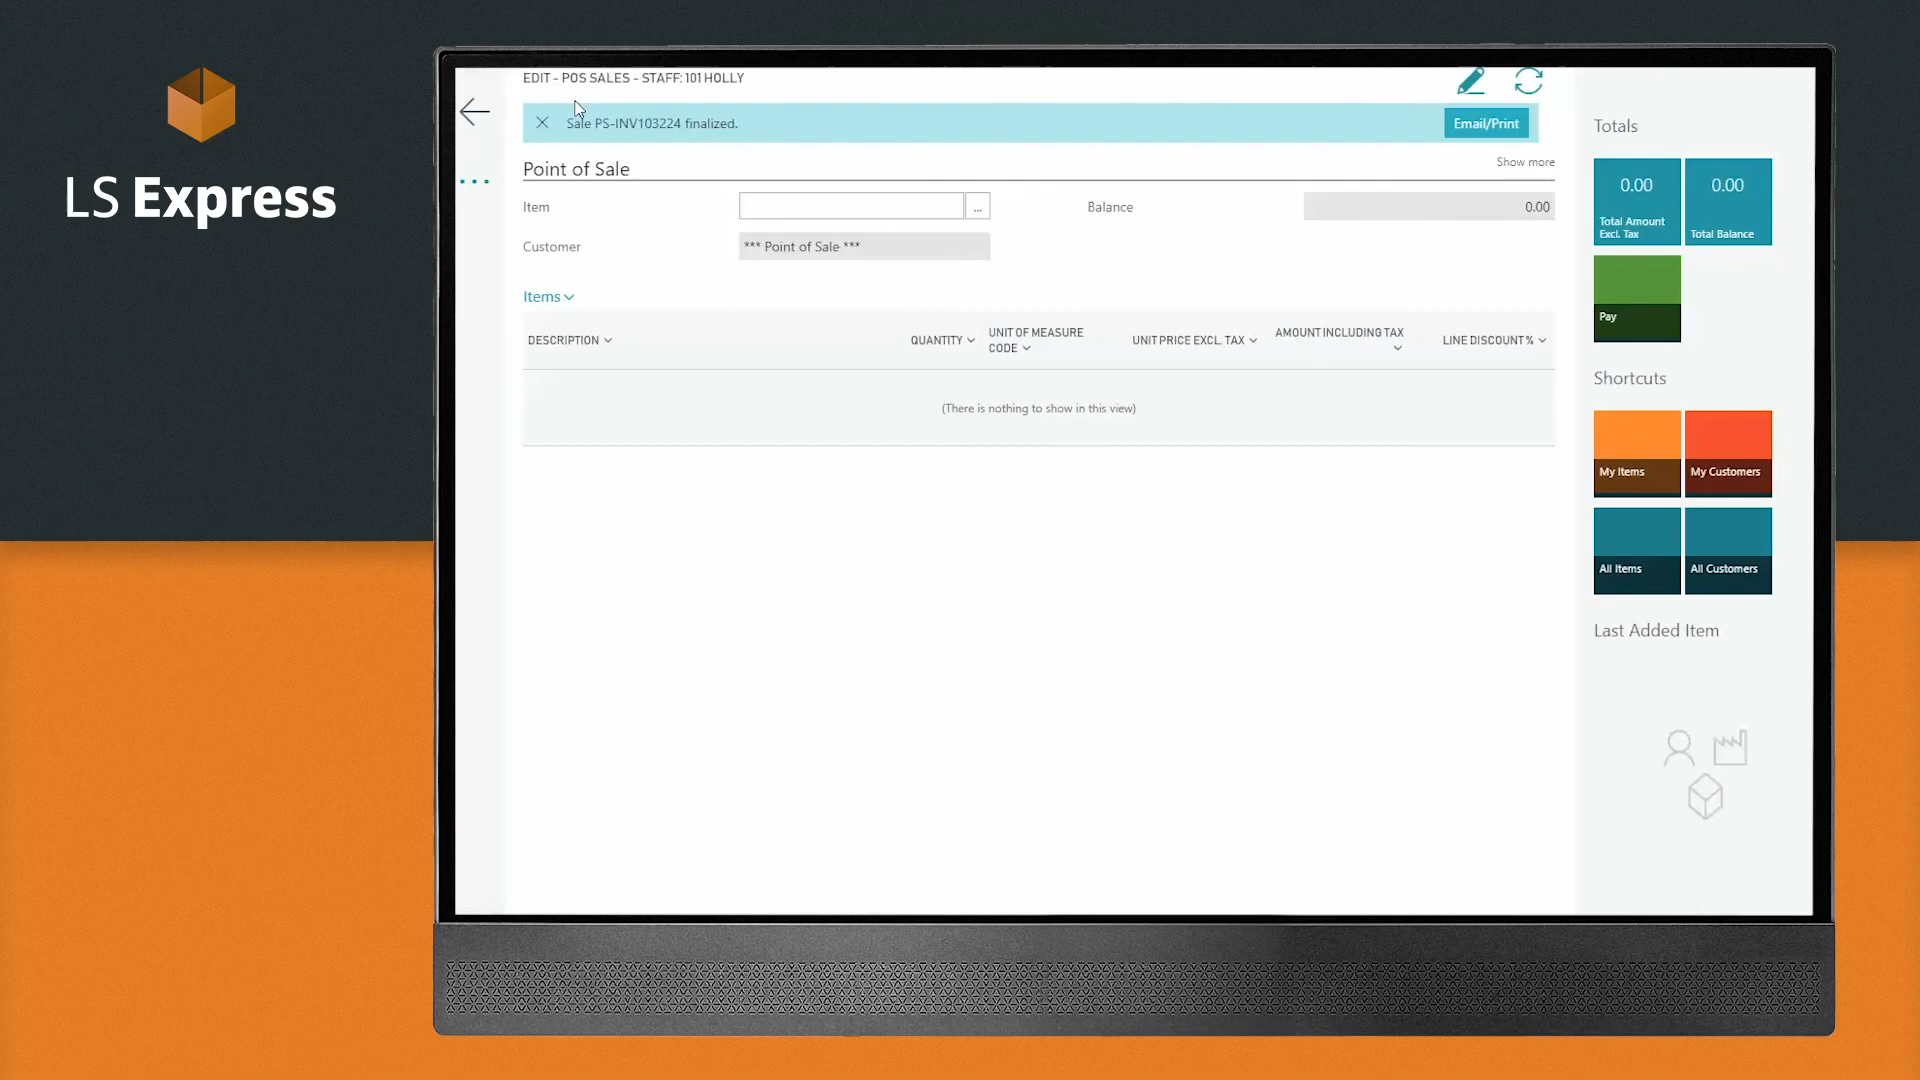 LS Express
EDIT - POS SALES - STAFF: 101 HOLLY
Sale PS-INV103224 finalized.
Email/Print
Point of Sale
Show more
Item
...
Balance
0.00
Customer
*** Point of Sale ***
Items
DESCRIPTION
QUANTITY
UNIT OF MEASURE
CODE
UNIT PRICE EXCL. TAX
AMOUNT INCLUDING TAX
LINE DISCOUNT %
(There is nothing to show in this view)
Totals
0.00
Total Amount
Excl. Tax
0.00
Total Balance
Pay
Shortcuts
My Items
My Customers
All Items
All Customers
Last Added Item